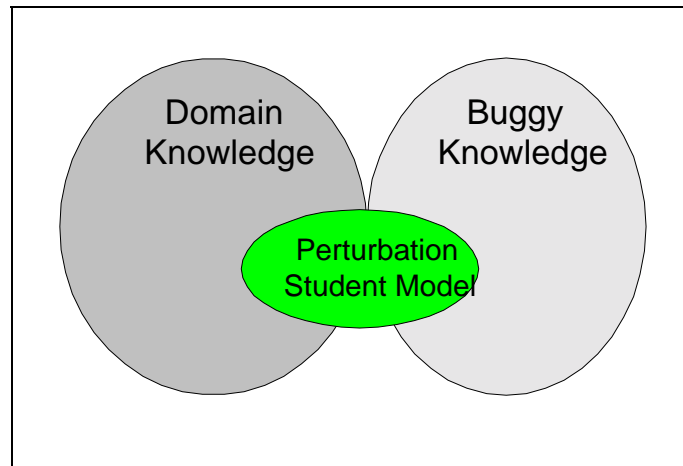 Domain
Knowledge
Buggy
Knowledge
Perturbation
Student Model